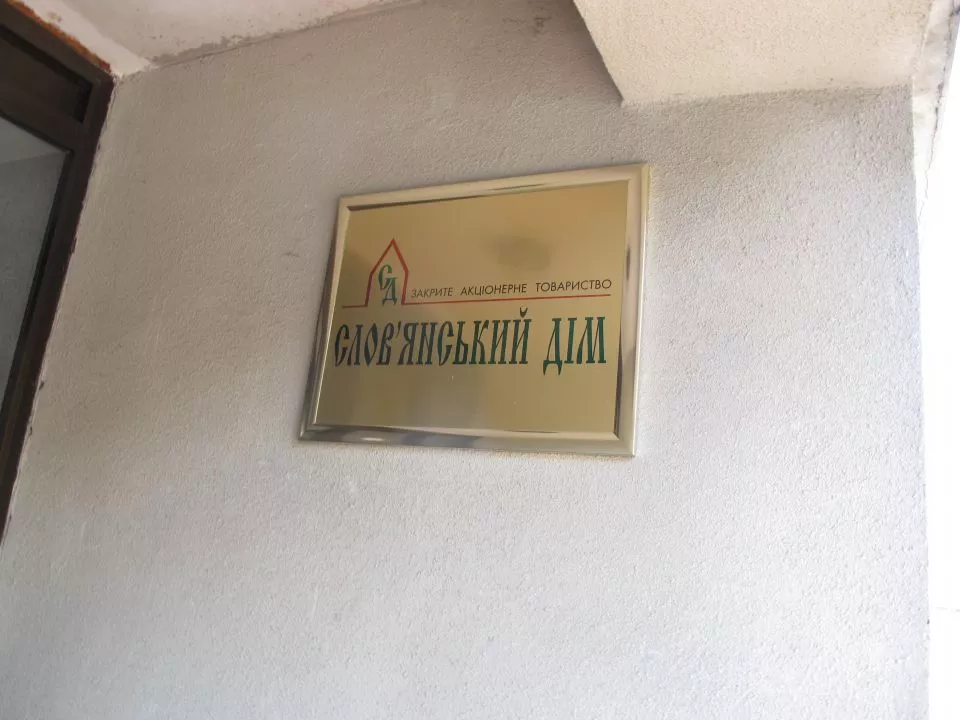 СД
ЗАКРИТЕ АКЦІОНЕРНЕ ТОВАРИСТВО
СЛОВ'ЯНСЬКИЙ ДІМ